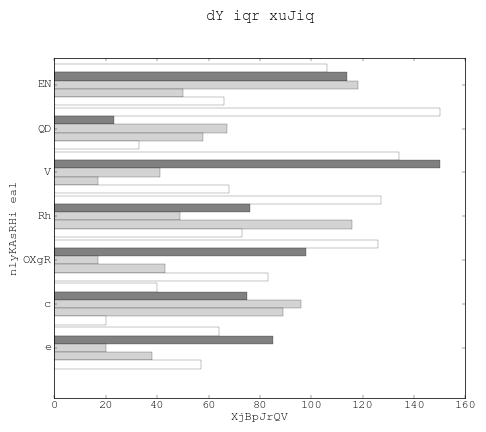 dY iqr xuJiq
nlyKAsRHi eal
EN
QD
V
Rh
OXgR
c
e
0 20 40 60 80 100 120 140 160
XjBpJrQV